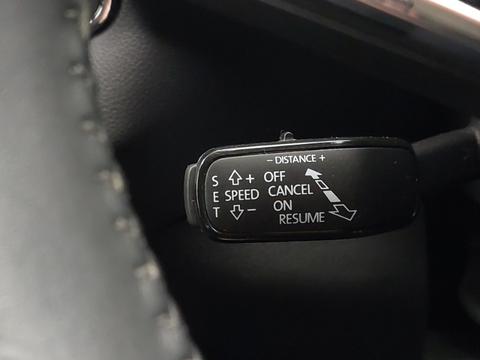 - DISTANCE +
S + OFF
E SPEED CANCEL
ON
T - RESUME